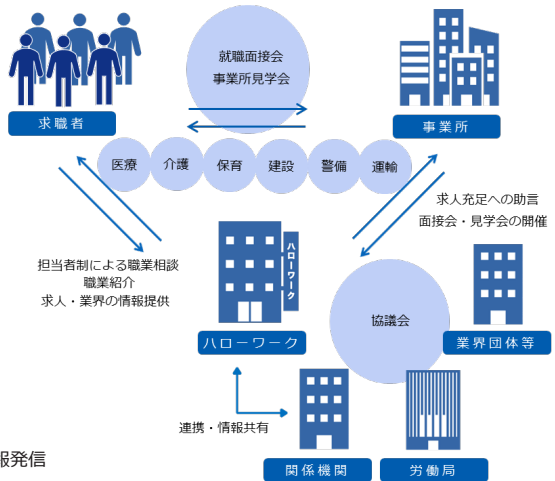 就職面接会
事業所見学会
求職者
事業所
医療
介護
保育
建設
警備
運輸
求人充足への助言
面接会・見学会の開催
担当者制による職業相談
職業紹介
求人・業界の情報提供
ハローワーク
ハローワーク
協議会
業界団体等
連携・情報共有
報発信
関係機関
労働局